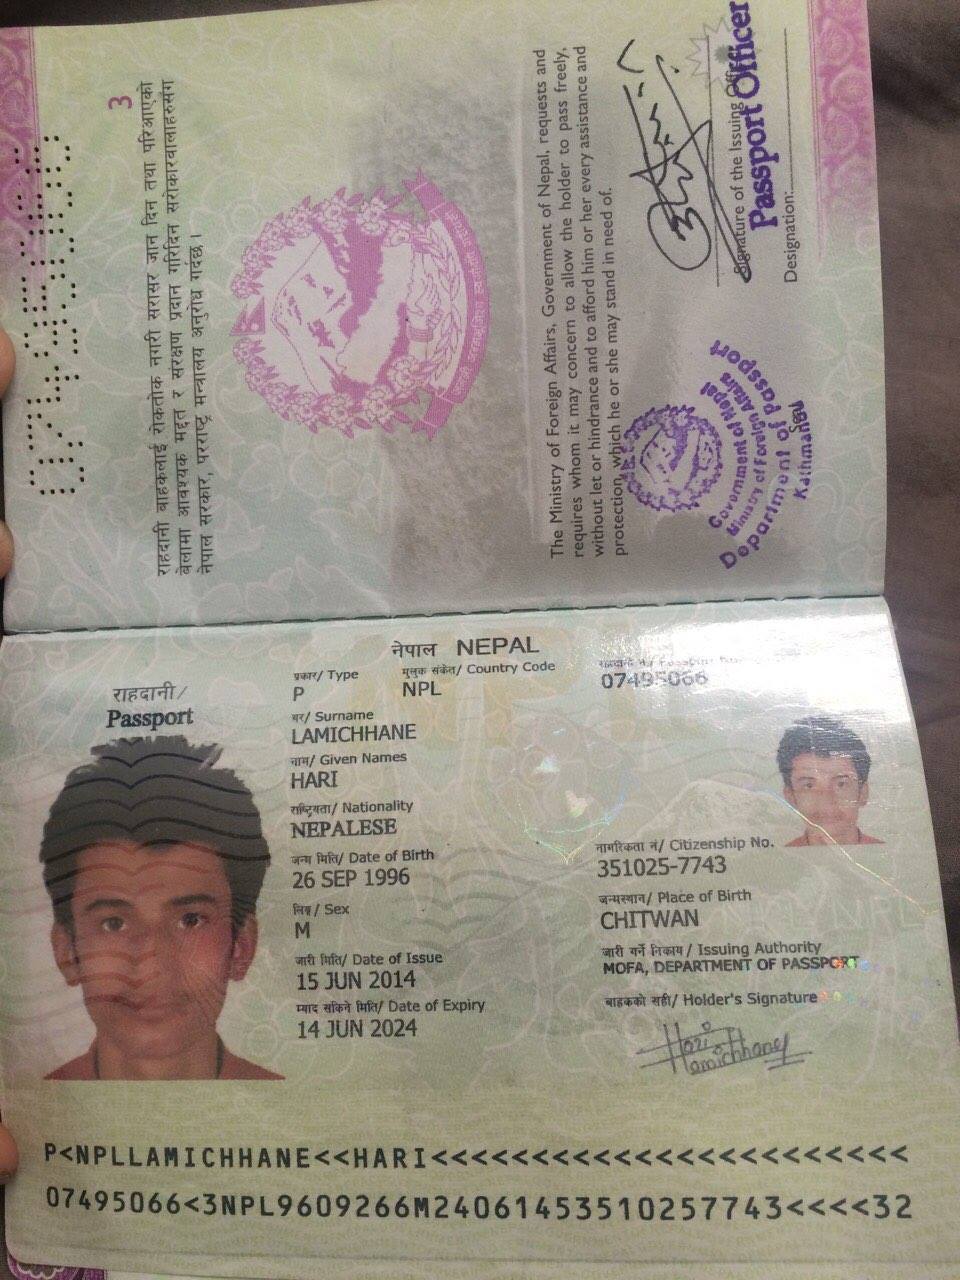 07495066
3
राहदानी बाहकलाई रोकतोक नगरी सरासर जान दिन तथा परिआएको
बेलामा आवश्यक मद्दत र संरक्षण प्रदान गरिदिन सरोकारवालाहरुसंग
नेपाल सरकार, परराष्ट्र मन्त्रालय अनुरोध गर्दछ ।
The Ministry of Foreign Affairs, Government of Nepal, requests and
requires whom it may concern to allow the holder to pass freely,
without let or hindrance and to afford him or her every assistance and
protection, which he or she may stand in need of.
Signature of the Issuing
Passport Officer
Designation:
Government of Nepal
Ministry of Foreign Affairs
Department of Passport
Kathmandu
नेपाल NEPAL
राहदानी/
Passport
प्रकार/ Type
मुलुक संकेत/ Country Code
P
NPL
07495066
थर/ Surname
LAMICHHANE
नाम/ Given Names
HARI
राष्ट्रियता/ Nationality
NEPALESE
जन्म मिति/ Date of Birth
26 SEP 1996
लिङ्ग/ Sex
M
जारी मिति/ Date of Issue
15 JUN 2014
म्याद सकिने मिति/ Date of Expiry
14 JUN 2024
नागरिकता नं/ Citizenship No.
351025-7743
जन्मस्थान/ Place of Birth
CHITWAN
जारी गर्ने निकाय/ Issuing Authority
MOFA, DEPARTMENT OF PASSPORT
बाहकको सही/ Holder's Signature
Hari
Lamichhane
P<NPLLAMICHHANE<<HARI<<<<<<<<<<<<<<<<<<<<<<<
07495066<3NPL9609266M24061453510257743<<<<32